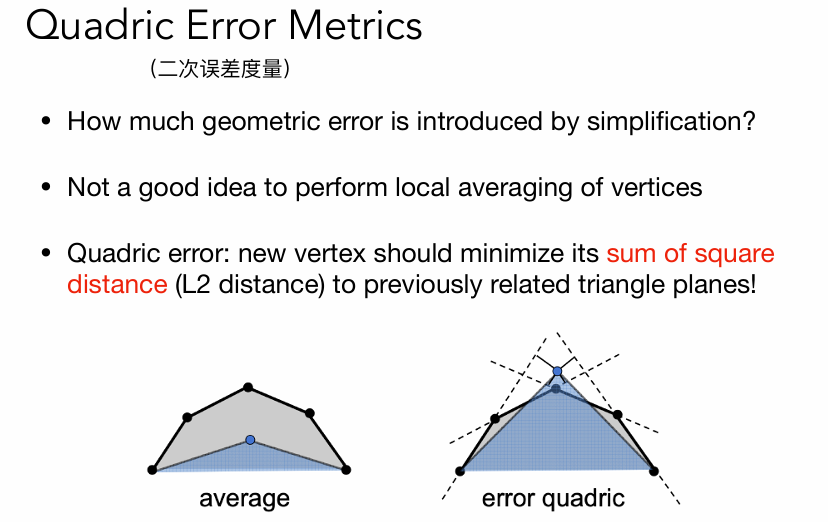 Quadric Error Metrics
(二次误差度量)
• How much geometric error is introduced by simplification?
• Not a good idea to perform local averaging of vertices
• Quadric error: new vertex should minimize its sum of square
distance (L2 distance) to previously related triangle planes!
average
error quadric